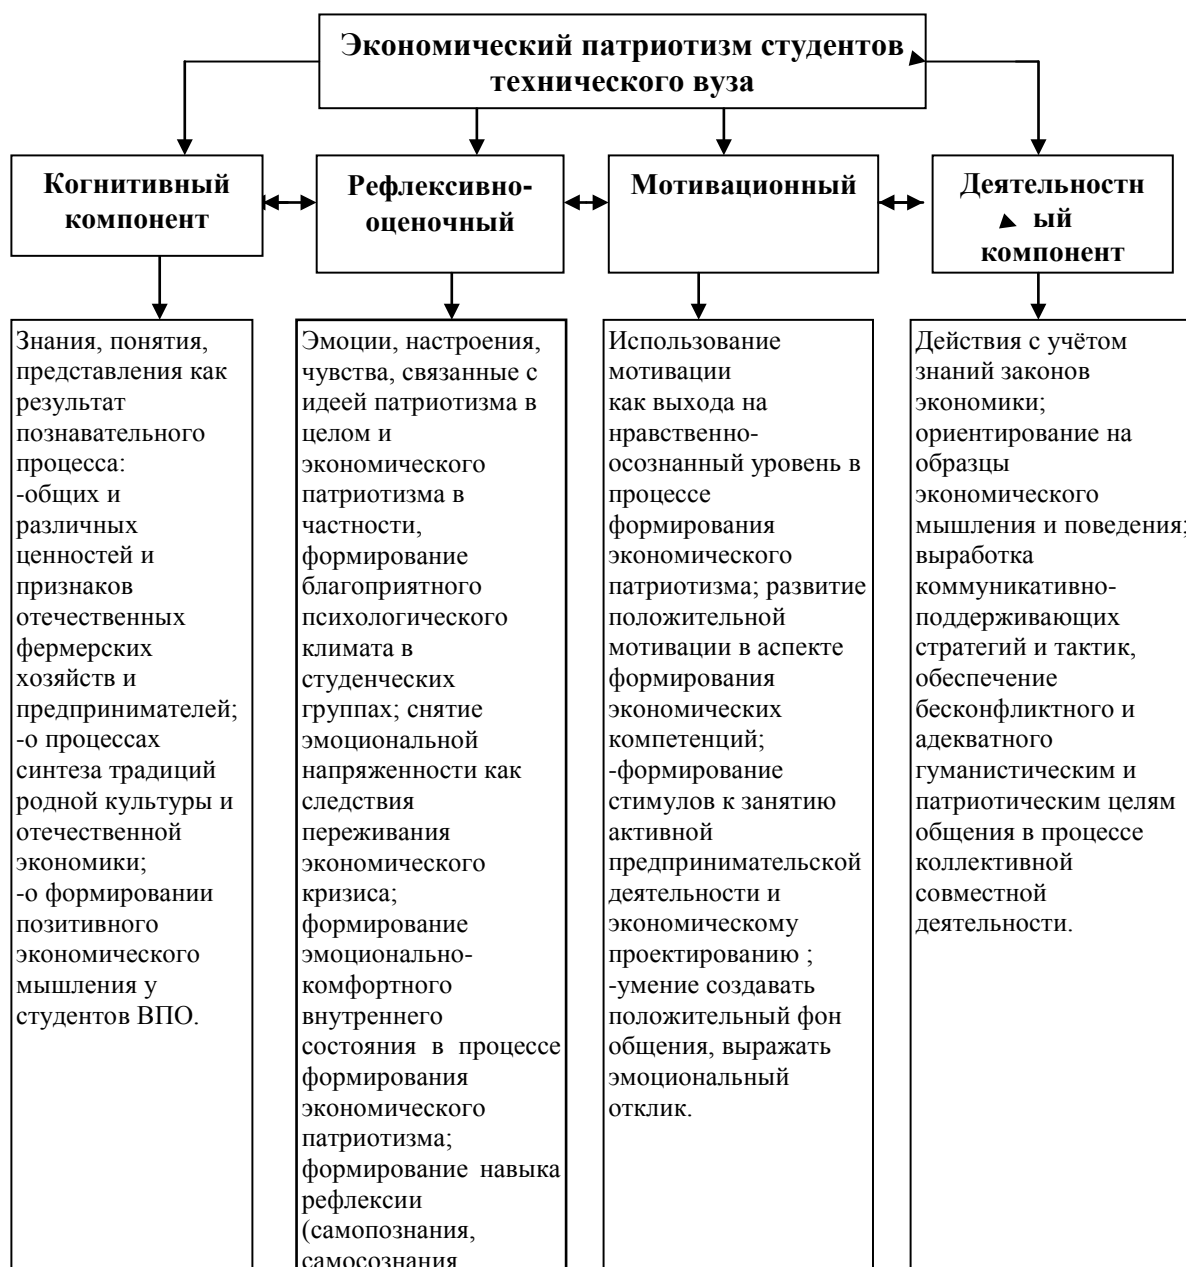 Экономический патриотизм студентов
технического вуза
Когнитивный
компонент
Рефлексивно-
оценочный
Мотивационный
Деятельностн
ый
компонент
Знания, понятия,
представления как
результат
познавательного
процесса:
-общих и
различных
ценностей и
признаков
отечественных
фермерских
хозяйств и
предпринимателей;
-о процессах
синтеза традиций
родной культуры и
отечественной
экономики;
-о формировании
позитивного
экономического
мышления у
студентов ВПО.
Эмоции, настроения,
чувства, связанные с
идеей патриотизма в
целом и
экономического
патриотизма в
частности,
формирование
благоприятного
психологического
климата в
студенческих
группах; снятие
эмоциональной
напряженности как
следствия
переживания
экономического
кризиса;
формирование
эмоционально-
комфортного
внутреннего
состояния в процессе
формирования
экономического
патриотизма;
формирование навыка
рефлексии
(самопознания,
самосознания
Использование
мотивации
как выхода на
нравственно-
осознанный уровень в
процессе
формирования
экономического
патриотизма; развитие
положительной
мотивации в аспекте
формирования
экономических
компетенций;
-формирование
стимулов к занятию
активной
предпринимательской
деятельности и
экономическому
проектированию ;
-умение создавать
положительный фон
общения, выражать
эмоциональный
отклик.
Действия с учётом
знаний законов
экономики;
ориентирование на
образцы
экономического
мышления и поведения;
выработка
коммуникативно-
поддерживающих
стратегий и тактик,
обеспечение
бесконфликтного и
адекватного
гуманистическим и
патриотическим целям
общения в процессе
коллективной
совместной
деятельности.